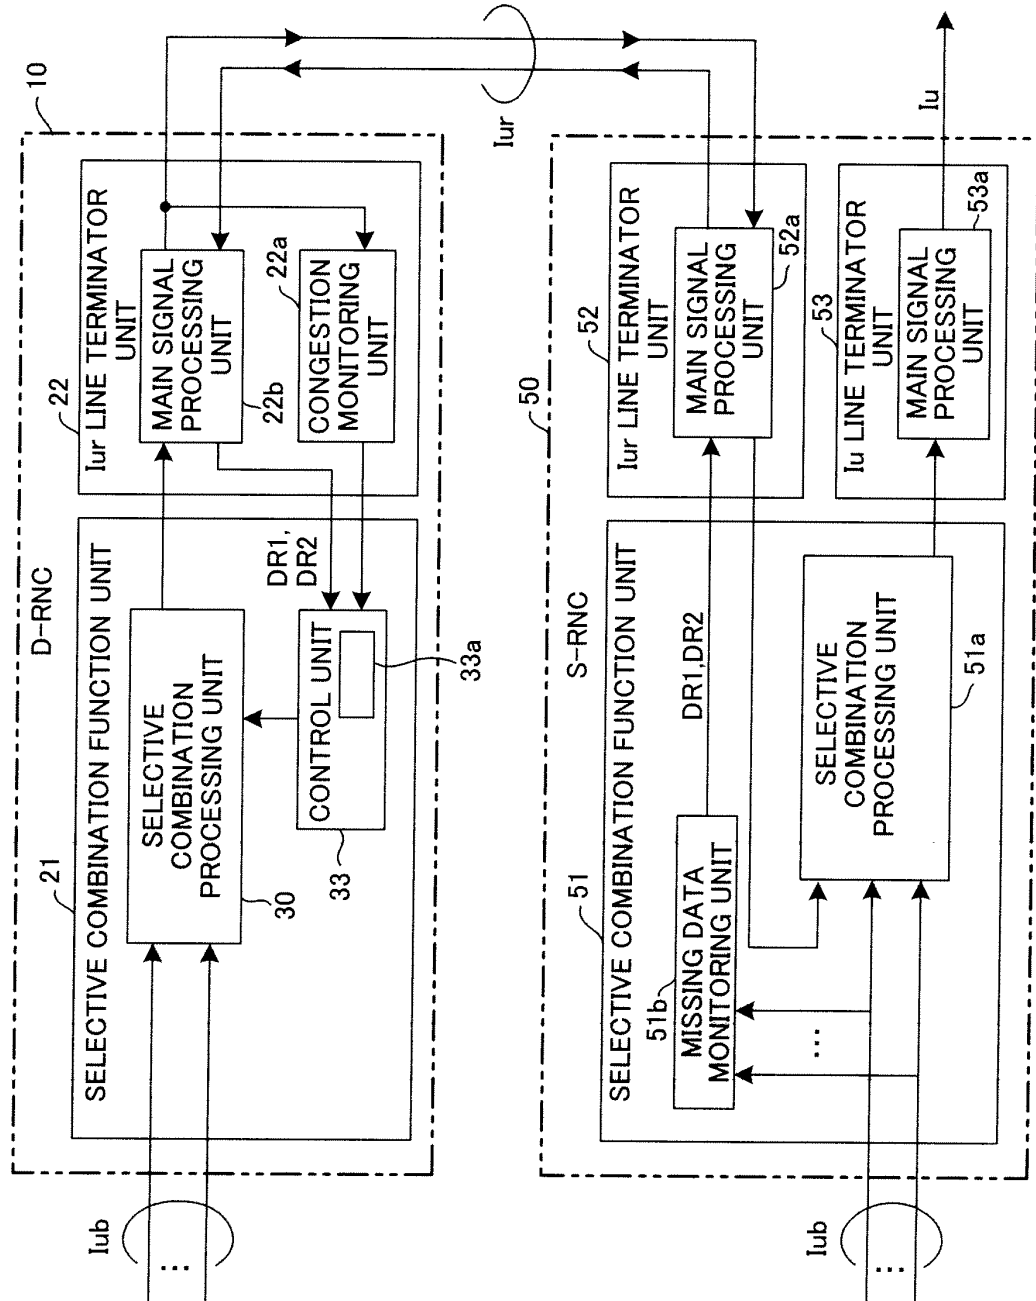 10
D-RNC
21
SELECTIVE COMBINATION FUNCTION UNIT
SELECTIVE
COMBINATION
PROCESSING UNIT
30
CONTROL UNIT
33
33a
DR1,
DR2
22
Iur LINE TERMINATOR
UNIT
MAIN SIGNAL
PROCESSING
UNIT
22b
22a
CONGESTION
MONITORING
UNIT
Iub
...
Iur
50
S-RNC
51
SELECTIVE COMBINATION FUNCTION UNIT
51b
MISSING DATA
MONITORING UNIT
...
DR1,DR2
SELECTIVE
COMBINATION
PROCESSING UNIT
51a
52
Iur LINE TERMINATOR
UNIT
MAIN SIGNAL
PROCESSING
UNIT
52a
53
Iu LINE TERMINATOR
UNIT
MAIN SIGNAL
PROCESSING
UNIT
53a
Iu
Iub
...